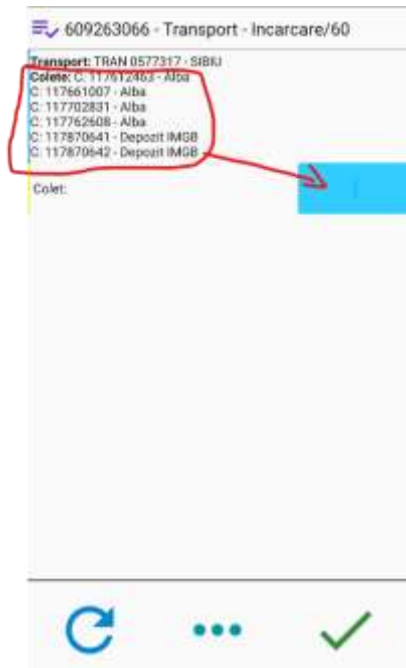 609263066 - Transport - Incarcare/60
Transport: TRAN 0577317 - SIBIU
Colete: C: 117612463 - Alba
C: 117661007 - Alba
C: 117702831 - Alba
C: 117762608 - Alba
C: 117870641 - Depozit IMGB
C: 117870642 - Depozit IMGB
Colet: